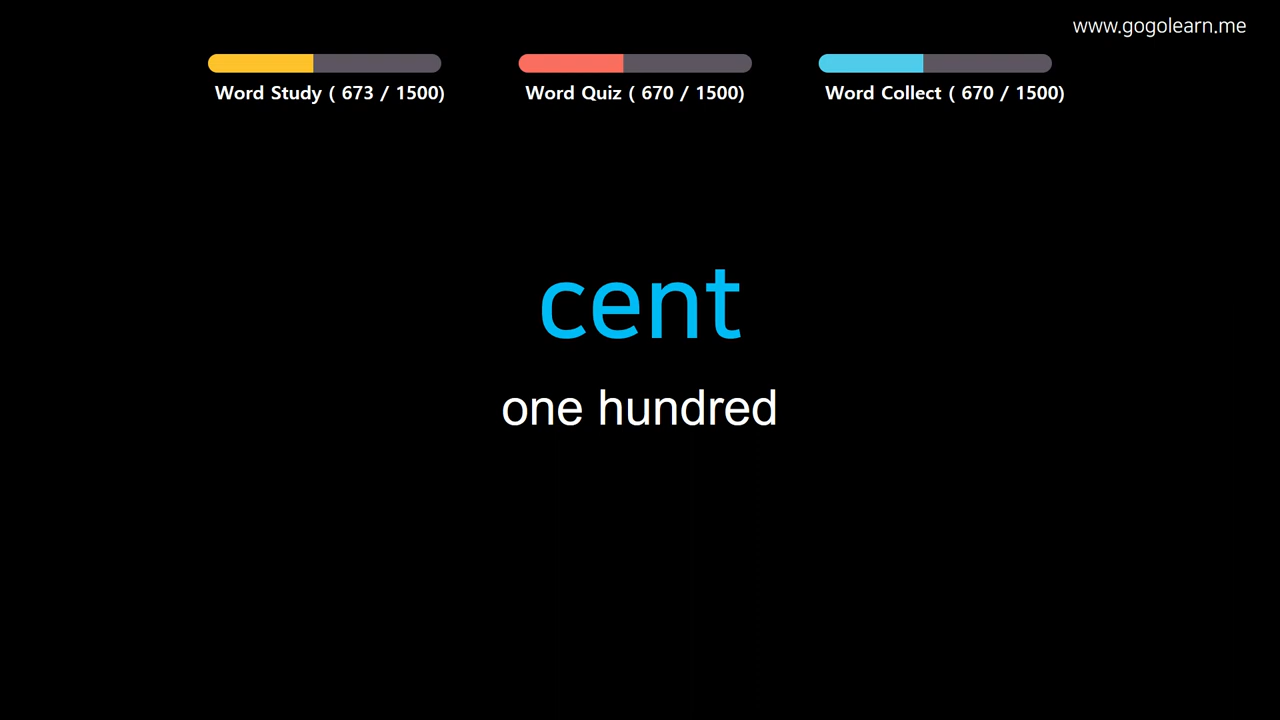 www.gogolearn.me
Word Study ( 673 / 1500)
Word Quiz ( 670 / 1500)
Word Collect ( 670 / 1500)
cent
one hundred